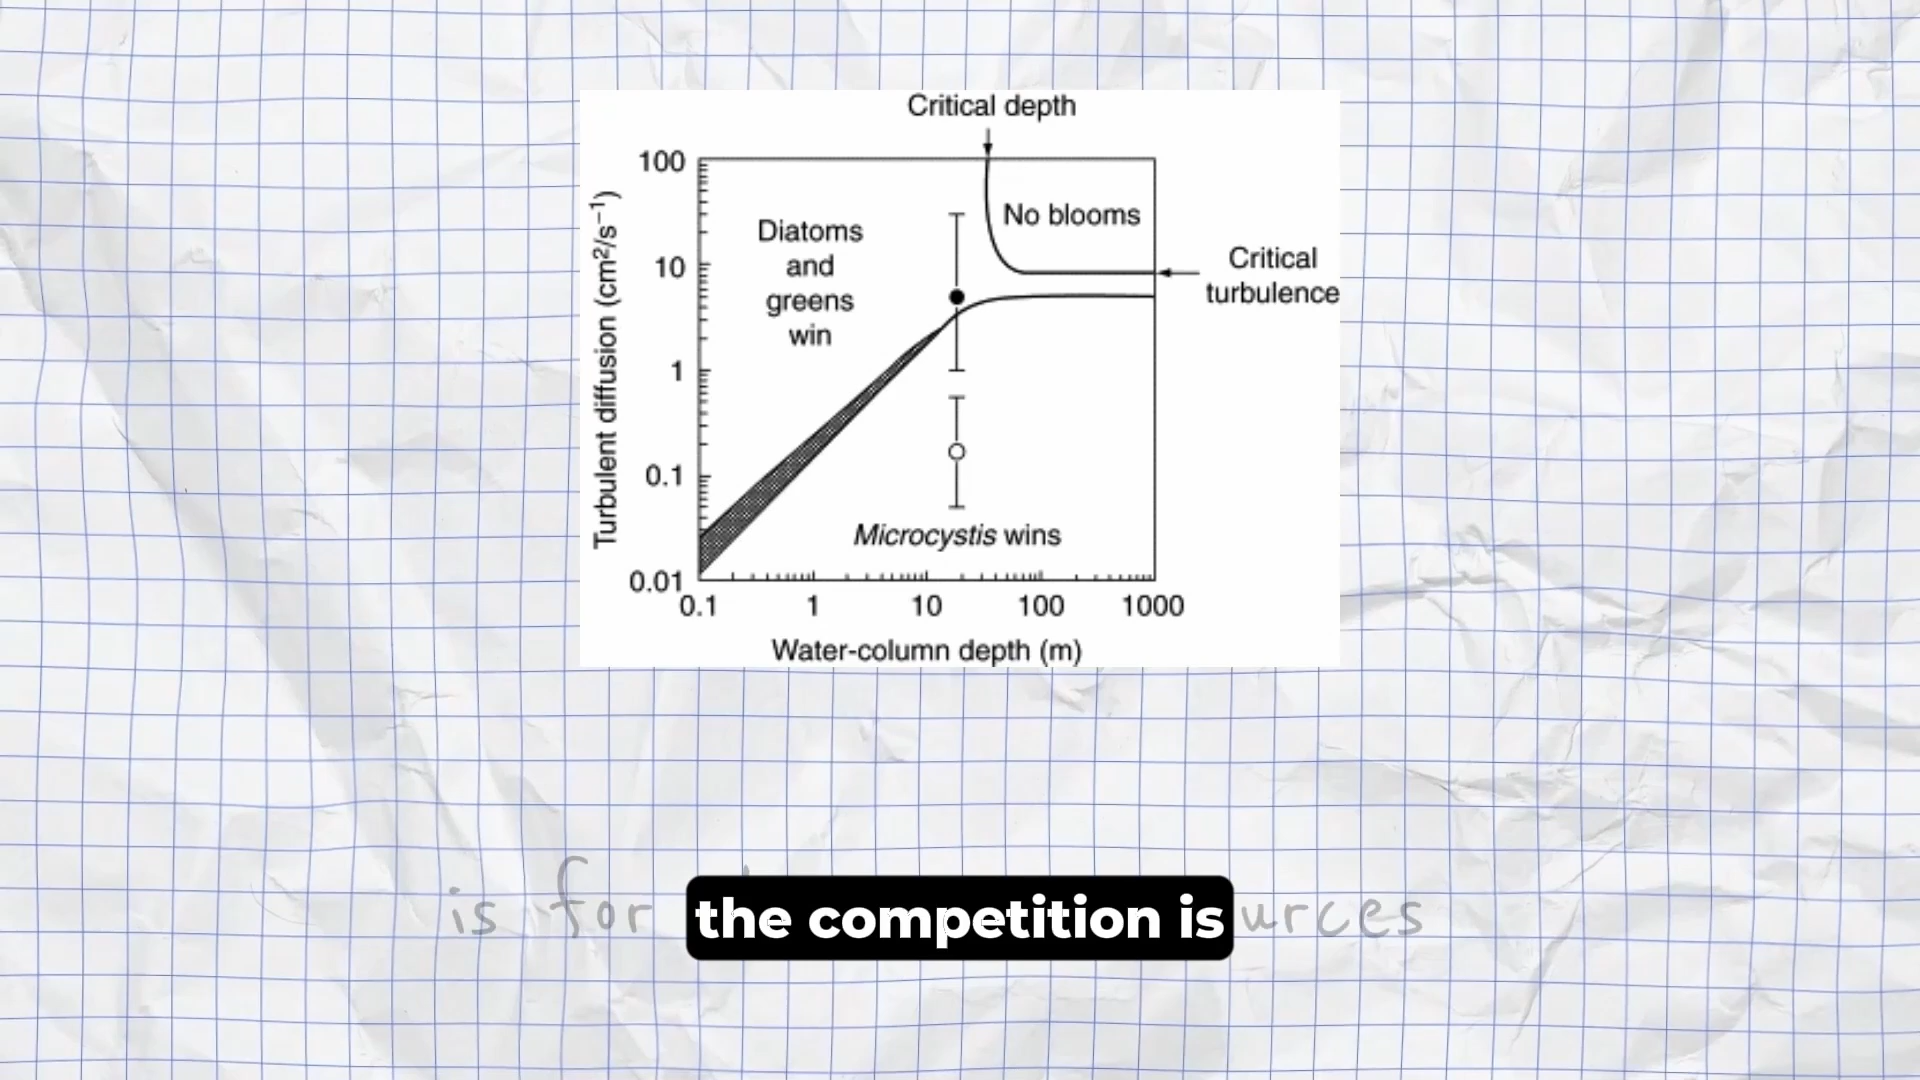 Critical depth
100
10
1
0.1
0.01
Turbulent diffusion (cm²/s⁻¹)
Diatoms
and
greens
win
No blooms
Critical
turbulence
Microcystis wins
0.1 1 10 100 1000
Water-column depth (m)
is for
the competition is